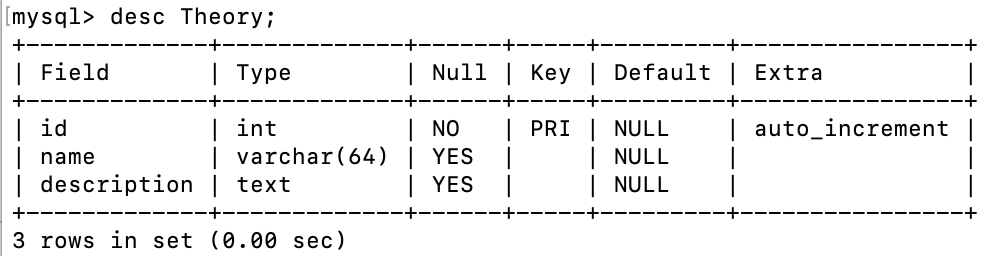 [mysql> desc Theory;
+-------------+-------------+------+-----+---------+----------------+
| Field       | Type        | Null | Key | Default | Extra          |
+-------------+-------------+------+-----+---------+----------------+
| id          | int         | NO   | PRI | NULL    | auto_increment |
| name        | varchar(64) | YES  |     | NULL    |                |
| description | text        | YES  |     | NULL    |                |
+-------------+-------------+------+-----+---------+----------------+
3 rows in set (0.00 sec)